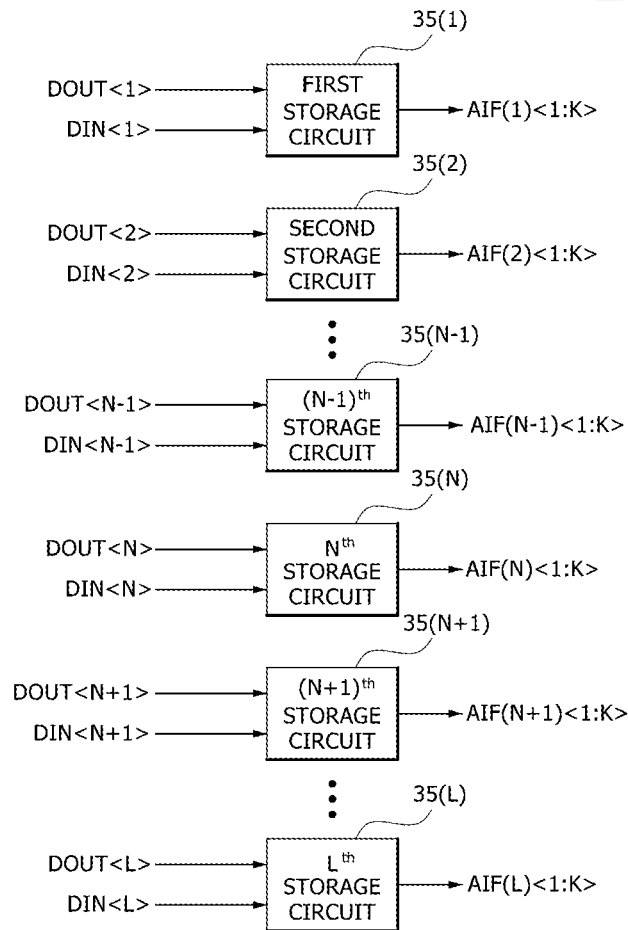 35(1)
DOUT<1>
DIN<1>
FIRST
STORAGE
CIRCUIT
AIF(1)<1:K>
35(2)
DOUT<2>
DIN<2>
SECOND
STORAGE
CIRCUIT
AIF(2)<1:K>
35(N-1)
DOUT<N-1>
DIN<N-1>
(N-1)th
STORAGE
CIRCUIT
AIF(N-1)<1:K>
35(N)
DOUT<N>
DIN<N>
Nth
STORAGE
CIRCUIT
AIF(N)<1:K>
35(N+1)
DOUT<N+1>
DIN<N+1>
(N+1)th
STORAGE
CIRCUIT
AIF(N+1)<1:K>
35(L)
DOUT<L>
DIN<L>
Lth
STORAGE
CIRCUIT
AIF(L)<1:K>